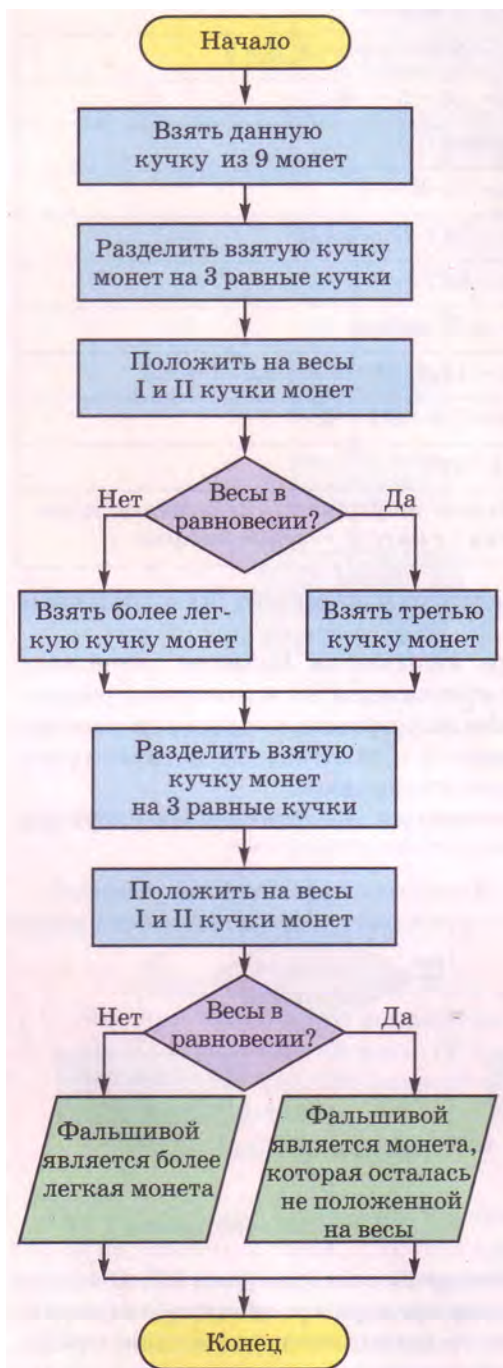 Начало
Взять данную
кучку из 9 монет
Разделить взятую кучку
монет на 3 равные кучки
Положить на весы
I и II кучки монет
Весы в
равновесии?
Нет
Да
Взять более лег-
кую кучку монет
Взять третью
кучку монет
Разделить взятую
кучку монет
на 3 равные кучки
Положить на весы
I и II кучки монет
Весы в
равновесии?
Нет
Да
Фальшивой
является более
легкая монета
Фальшивой
является монета,
которая осталась
не положенной
на весы
Конец